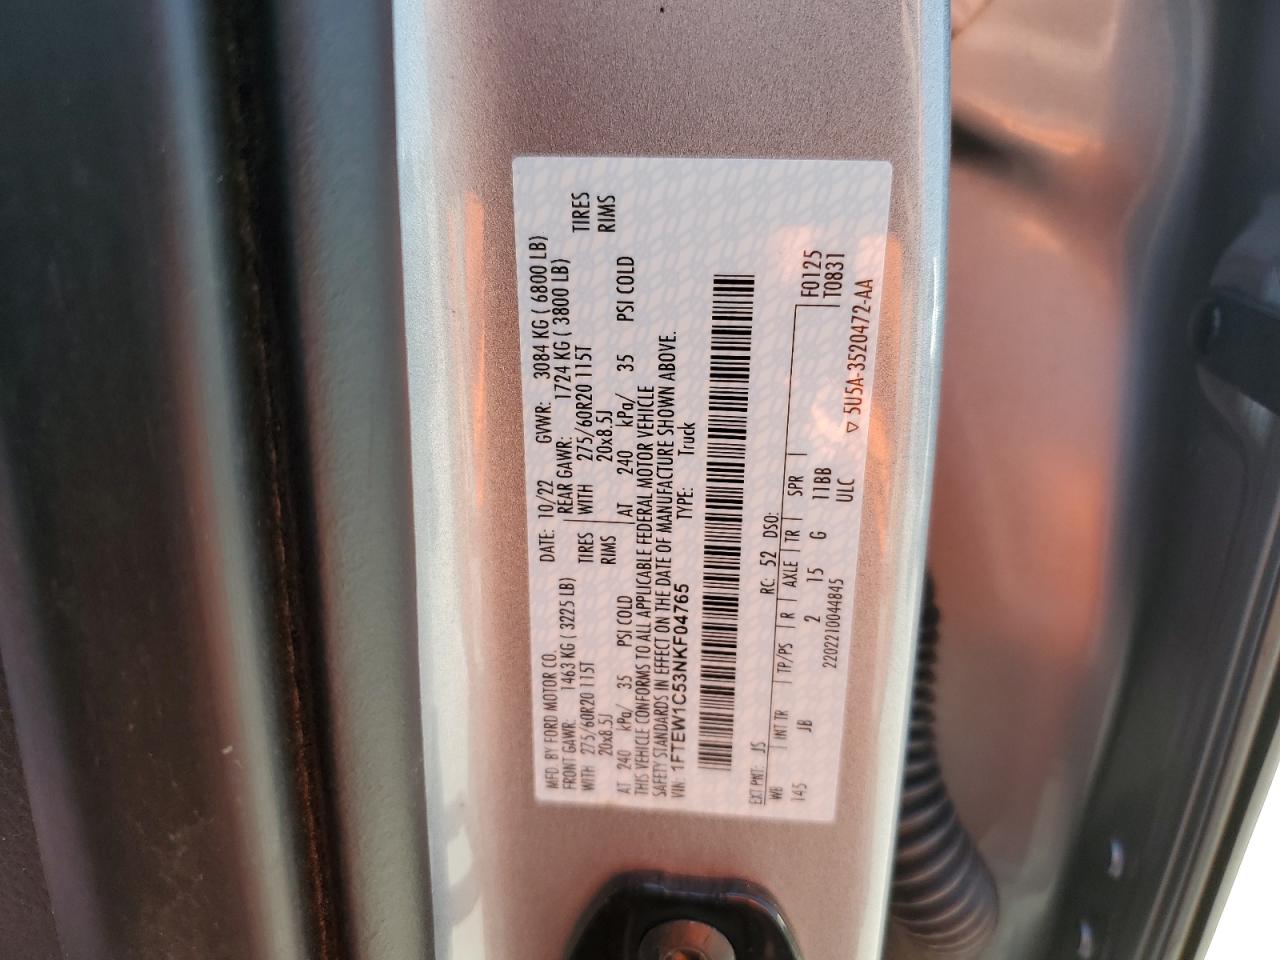 MFD. BY FORD MOTOR CO.
DATE: 10/22 GVWR: 3084 KG ( 6800 LB)
FRONT GAWR: 1463 KG ( 3225 LB) REAR GAWR: 1724 KG ( 3800 LB)
WITH 275/60R20 115T TIRES WITH 275/60R20 115T TIRES
20x8.5J RIMS 20x8.5J RIMS
AT 240 kPa/ 35 PSI COLD AT 240 kPa/ 35 PSI COLD
THIS VEHICLE CONFORMS TO ALL APPLICABLE FEDERAL MOTOR VEHICLE
SAFETY STANDARDS IN EFFECT ON THE DATE OF MANUFACTURE SHOWN ABOVE.
VIN: 1FTEW1C53NKF04765 TYPE: Truck
EXT PNT: JS RC: 52 DSO:
WB INT TR TP/PS R AXLE TR SPR F0125
145 JB 2 15 G 11BB T0831
2202210044845 ULC ▽ 5U5A-3520472-AA